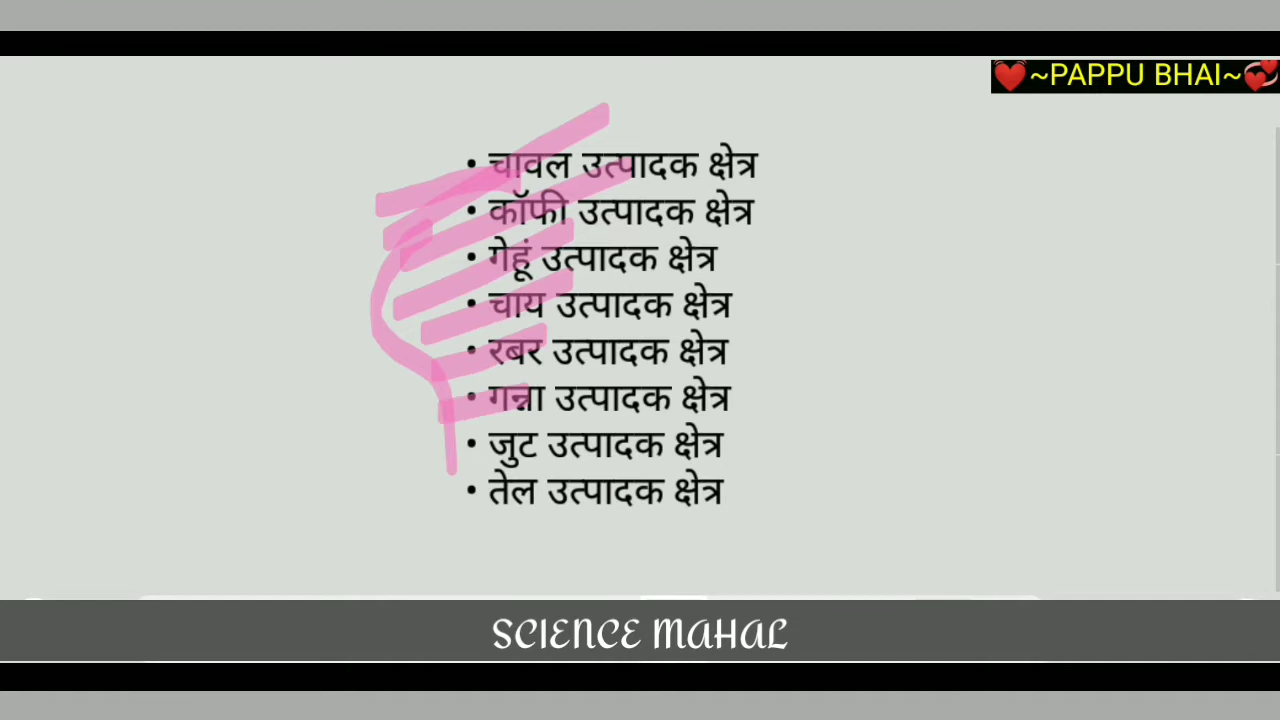 ❤️~PAPPU BHAI~💞
• चावल उत्पादक क्षेत्र
• कॉफी उत्पादक क्षेत्र
• गेहूं उत्पादक क्षेत्र
• चाय उत्पादक क्षेत्र
• रबर उत्पादक क्षेत्र
• गन्ना उत्पादक क्षेत्र
• जुट उत्पादक क्षेत्र
• तेल उत्पादक क्षेत्र
SCIENCE MAHAL